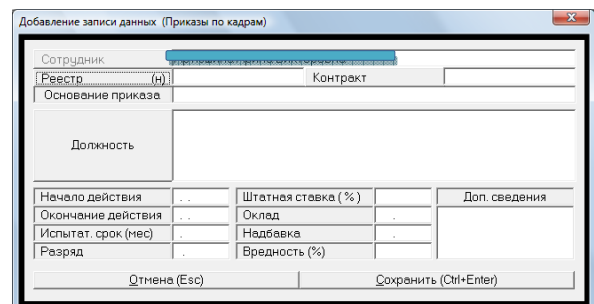 Добавление записи данных (Приказы по кадрам)
Сотрудник
Реестр (н) Контракт
Основание приказа
Должность
Начало действия . . Штатная ставка (%) Доп. сведения
Окончание действия . . Оклад .
Испытат. срок (мес) Надбавка .
Разряд . Вредность (%)
Отмена (Esc) Сохранить (Ctrl+Enter)